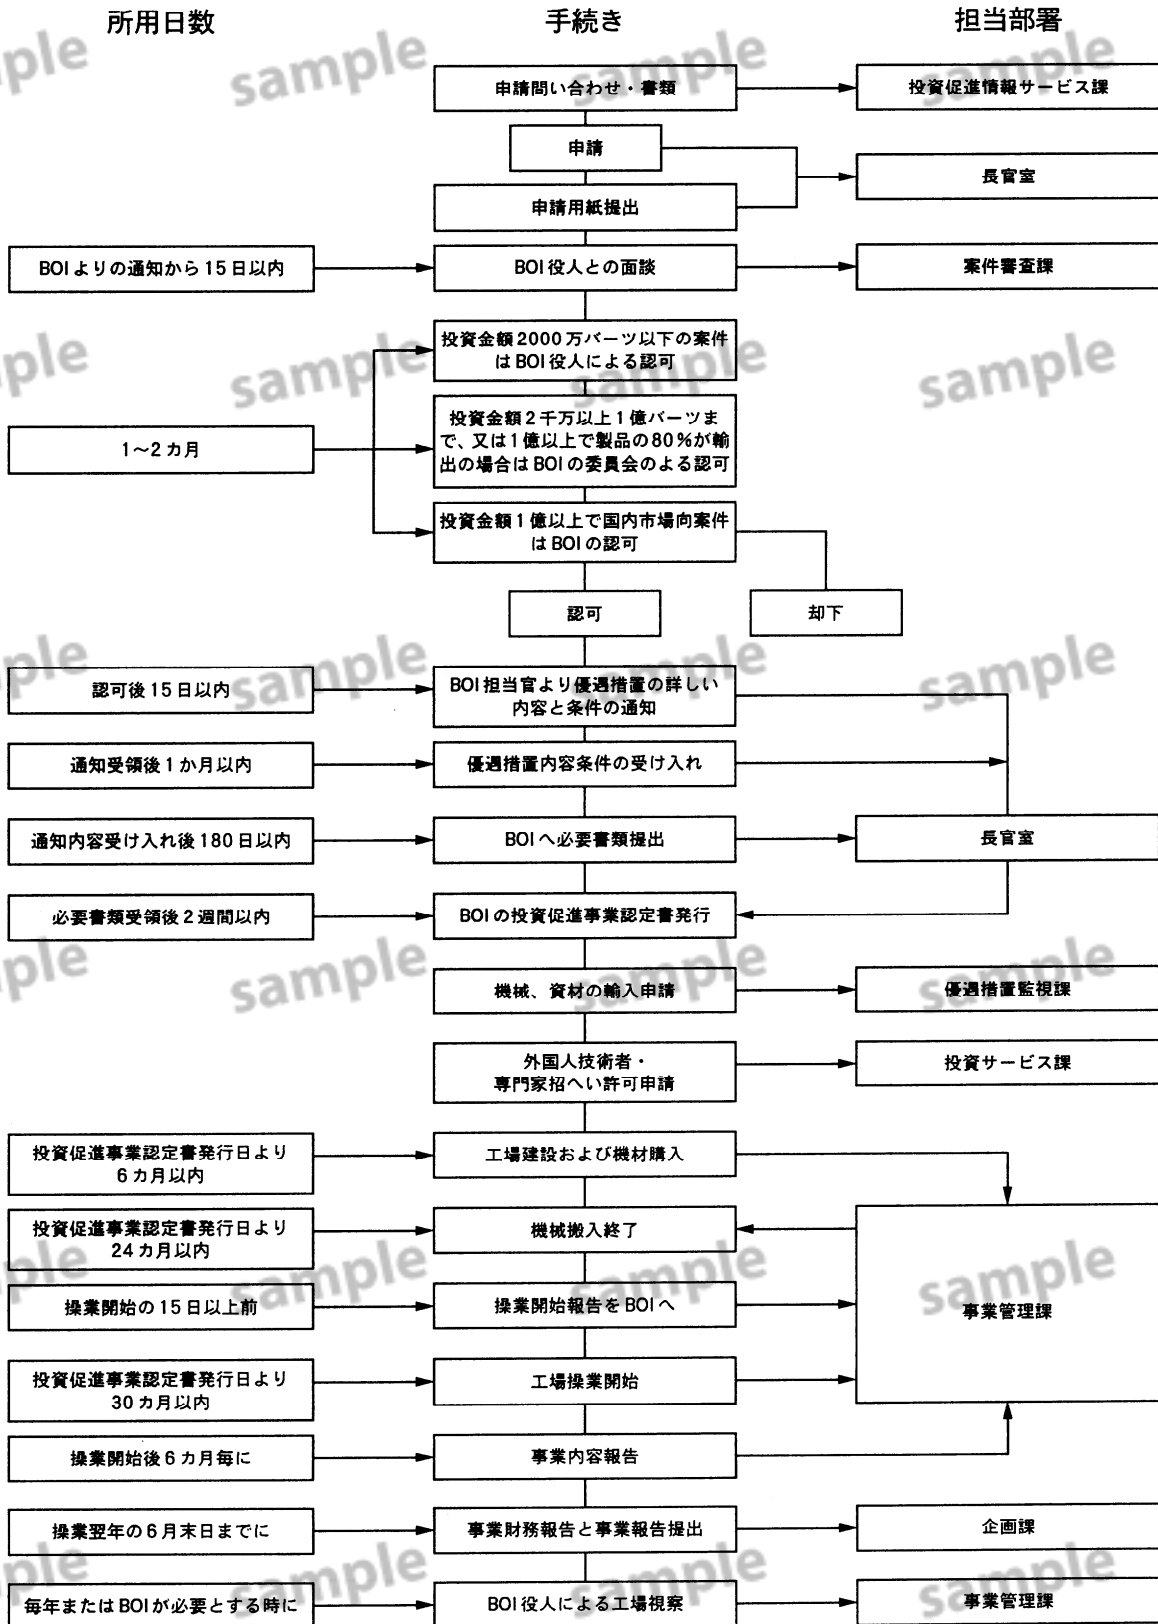 所用日数 手続き 担当部署
申請問い合わせ・書類 投資促進情報サービス課
申請
長官室
申請用紙提出
BOIよりの通知から15日以内 BOI役人との面談 案件審査課
投資金額2000万バーツ以下の案件
はBOI役人による認可
1～2カ月
投資金額2千万以上1億バーツま
で、又は1億以上で製品の80%が輸
出の場合はBOIの委員会のよる認可
投資金額1億以上で国内市場向案件
はBOIの認可
認可 却下
認可後15日以内
BOI担当官より優遇措置の詳しい
内容と条件の通知
通知受領後1か月以内 優遇措置内容条件の受け入れ
通知内容受け入れ後180日以内 BOIへ必要書類提出 長官室
必要書類受領後2週間以内 BOIの投資促進事業認定書発行
機械、資材の輸入申請 優遇措置監視課
外国人技術者・
専門家招へい許可申請
投資サービス課
投資促進事業認定書発行日より
6カ月以内
工場建設および機材購入
投資促進事業認定書発行日より
24カ月以内
機械搬入終了
操業開始の15日以上前 操業開始報告をBOIへ 事業管理課
投資促進事業認定書発行日より
30カ月以内
工場操業開始
操業開始後6カ月毎に 事業内容報告
操業翌年の6月末日までに 事業財務報告と事業報告提出 企画課
毎年またはBOIが必要とする時に BOI役人による工場視察 事業管理課
sample sample sample sample
sample sample sample sample
sample sample sample sample
sample sample sample sample
sample sample sample sample
sample sample sample sample